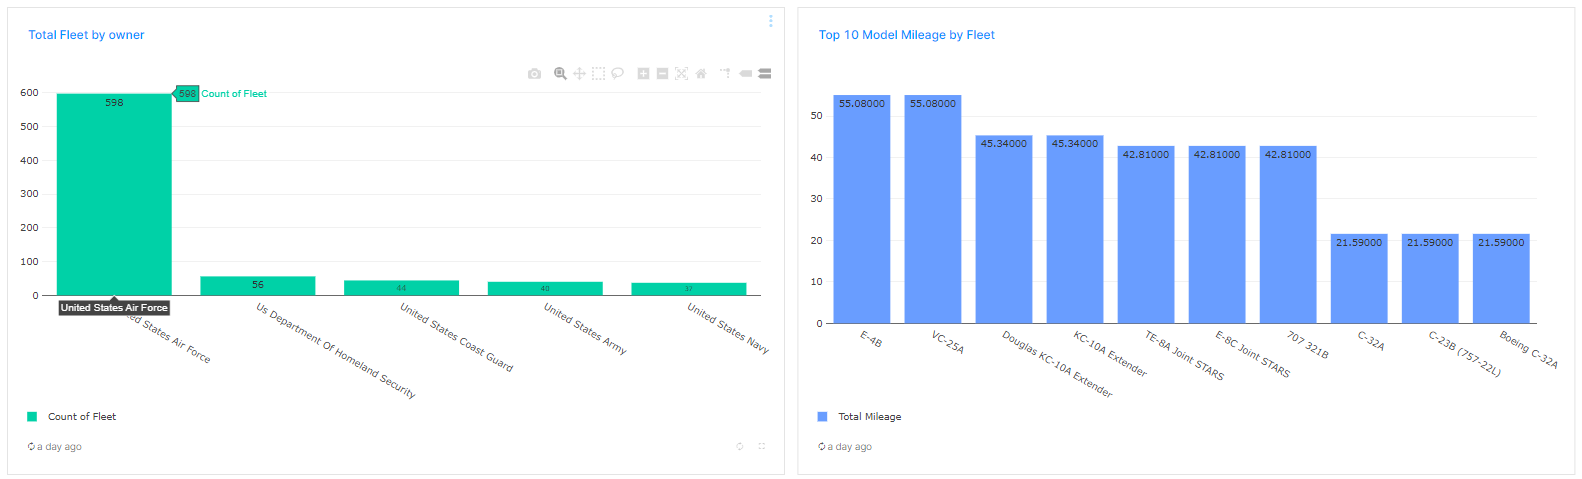 Total Fleet by owner
598 Count of Fleet
600
500
400
300
200
100
0
598
56
44
40
37
United States Air Force
ted States Air Force
Us Department Of Homeland Security
United States Coast Guard
United States Army
United States Navy
Count of Fleet
a day ago
Top 10 Model Mileage by Fleet
50
40
30
20
10
0
55.08000
55.08000
45.34000
45.34000
42.81000
42.81000
42.81000
21.59000
21.59000
21.59000
E-4B
VC-25A
Douglas KC-10A Extender
KC-10A Extender
TE-8A Joint STARS
E-8C Joint STARS
707 321B
C-32A
C-23B (757-22L)
Boeing C-32A
Total Mileage
a day ago